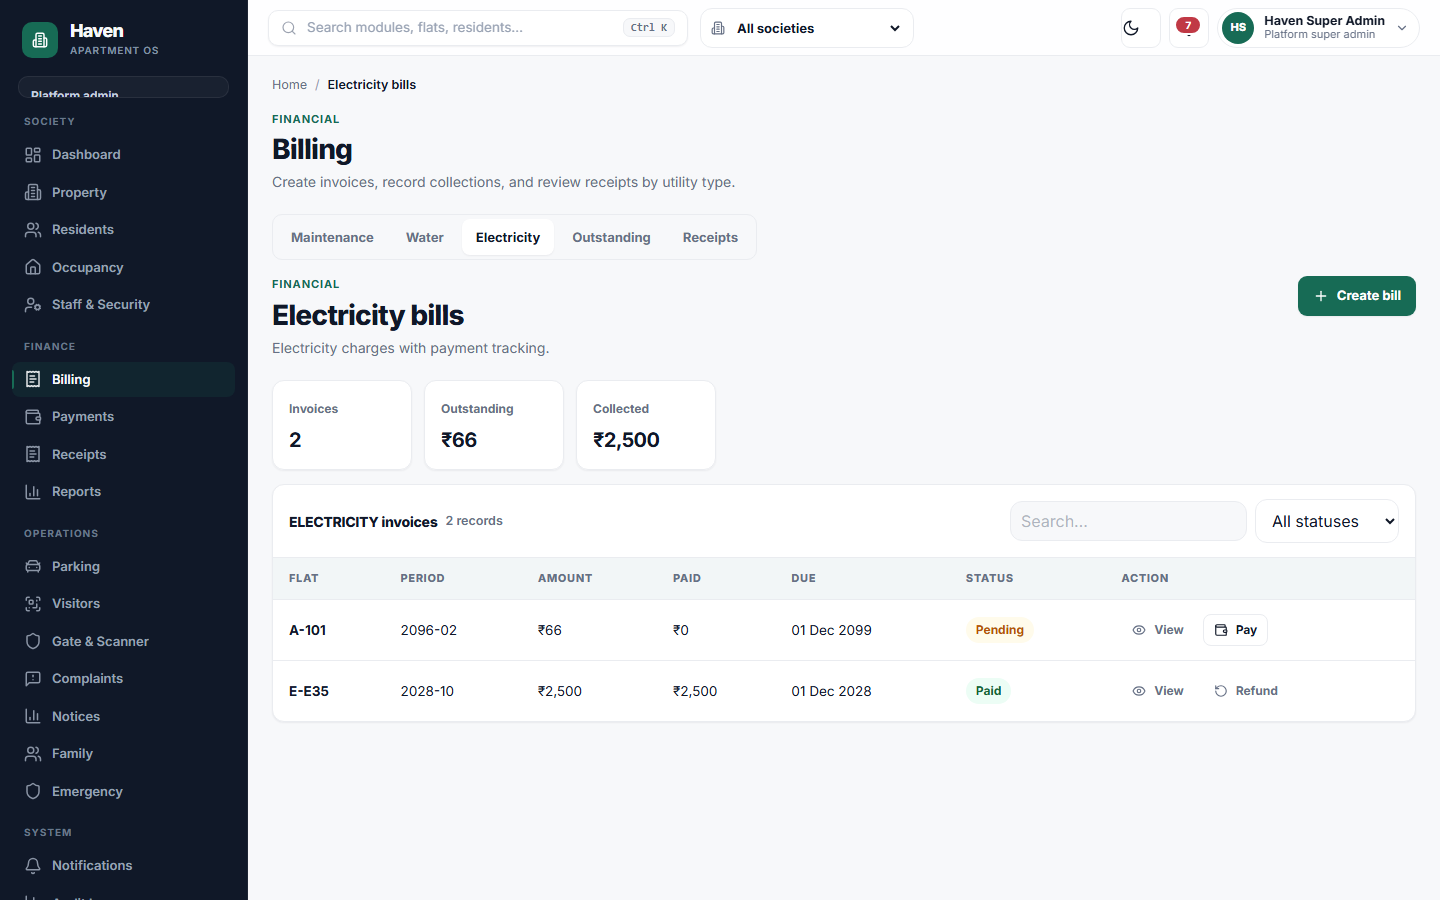 Haven
APARTMENT OS
Platform admin
SOCIETY
Dashboard
Property
Residents
Occupancy
Staff & Security
FINANCE
Billing
Payments
Receipts
Reports
OPERATIONS
Parking
Visitors
Gate & Scanner
Complaints
Notices
Family
Emergency
SYSTEM
Notifications
Search modules, flats, residents... Ctrl K
All societies
7
HS
Haven Super Admin
Platform super admin
Home / Electricity bills
FINANCIAL
Billing
Create invoices, record collections, and review receipts by utility type.
Maintenance Water Electricity Outstanding Receipts
FINANCIAL
Electricity bills
Electricity charges with payment tracking.
+ Create bill
Invoices Outstanding Collected
2 ₹66 ₹2,500
ELECTRICITY invoices 2 records Search... All statuses
FLAT PERIOD AMOUNT PAID DUE STATUS ACTION
A-101 2096-02 ₹66 ₹0 01 Dec 2099 Pending View Pay
E-E35 2028-10 ₹2,500 ₹2,500 01 Dec 2028 Paid View Refund